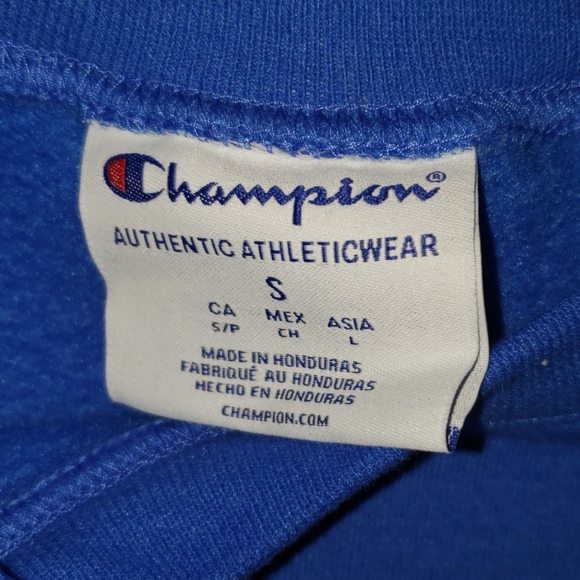 Champion®
AUTHENTIC ATHLETICWEAR
S
CA MEX ASIA
S/P CH L
MADE IN HONDURAS
FABRIQUÉ AU HONDURAS
HECHO EN HONDURAS
CHAMPION.COM